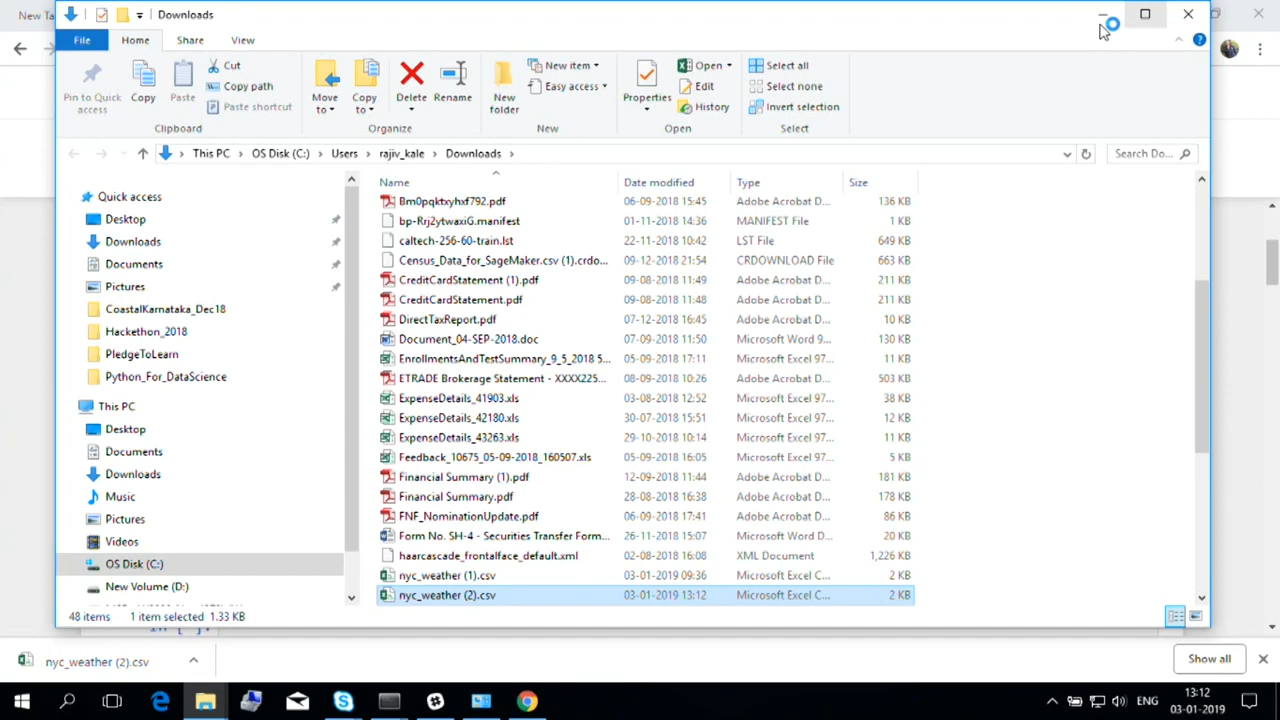 New Ta
Downloads
File
Home
Share
View
Pin to Quick access
Copy
Paste
Cut
Copy path
Paste shortcut
Clipboard
Move to
Copy to
Delete
Rename
Organize
New folder
New item
Easy access
New
Properties
Open
Edit
History
Open
Select all
Select none
Invert selection
Select
This PC
OS Disk (C:)
Users
rajiv_kale
Downloads
Search Do...
Name
Date modified
Type
Size
Quick access
Desktop
Downloads
Documents
Pictures
CoastalKarnataka_Dec18
Hackethon_2018
PledgeToLearn
Python_For_DataScience
This PC
Desktop
Documents
Downloads
Music
Pictures
Videos
OS Disk (C:)
New Volume (D:)
Bm0pqktxyhxf792.pdf 06-09-2018 15:45 Adobe Acrobat D... 136 KB
bp-Rrj2ytwaxiG.manifest 01-11-2018 14:36 MANIFEST File 1 KB
caltech-256-60-train.lst 22-11-2018 10:42 LST File 649 KB
Census_Data_for_SageMaker.csv (1).crdo... 09-12-2018 21:54 CRDOWNLOAD File 663 KB
CreditCardStatement (1).pdf 09-08-2018 11:49 Adobe Acrobat D... 211 KB
CreditCardStatement.pdf 09-08-2018 11:48 Adobe Acrobat D... 211 KB
DirectTaxReport.pdf 07-12-2018 16:45 Adobe Acrobat D... 10 KB
Document_04-SEP-2018.doc 07-09-2018 11:50 Microsoft Word 9... 130 KB
EnrollmentsAndTestSummary_9_5_2018 5... 05-09-2018 17:11 Microsoft Excel 97... 11 KB
ETRADE Brokerage Statement - XXXX225... 08-09-2018 10:26 Adobe Acrobat D... 503 KB
ExpenseDetails_41903.xls 03-08-2018 12:52 Microsoft Excel 97... 38 KB
ExpenseDetails_42180.xls 30-07-2018 15:51 Microsoft Excel 97... 12 KB
ExpenseDetails_43263.xls 29-10-2018 10:14 Microsoft Excel 97... 11 KB
Feedback_10675_05-09-2018_160507.xls 05-09-2018 16:05 Microsoft Excel 97... 5 KB
Financial Summary (1).pdf 12-09-2018 11:44 Adobe Acrobat D... 181 KB
Financial Summary.pdf 28-08-2018 16:38 Adobe Acrobat D... 178 KB
FNF_NominationUpdate.pdf 06-09-2018 17:41 Adobe Acrobat D... 86 KB
Form No. SH-4 - Securities Transfer Form... 26-11-2018 15:07 Microsoft Word D... 20 KB
haarcascade_frontalface_default.xml 02-08-2018 16:08 XML Document 1,226 KB
nyc_weather (1).csv 03-01-2019 09:36 Microsoft Excel C... 2 KB
nyc_weather (2).csv 03-01-2019 13:12 Microsoft Excel C... 2 KB
48 items 1 item selected 1.33 KB
nyc_weather (2).csv
Show all
ENG
13:12
03-01-2019